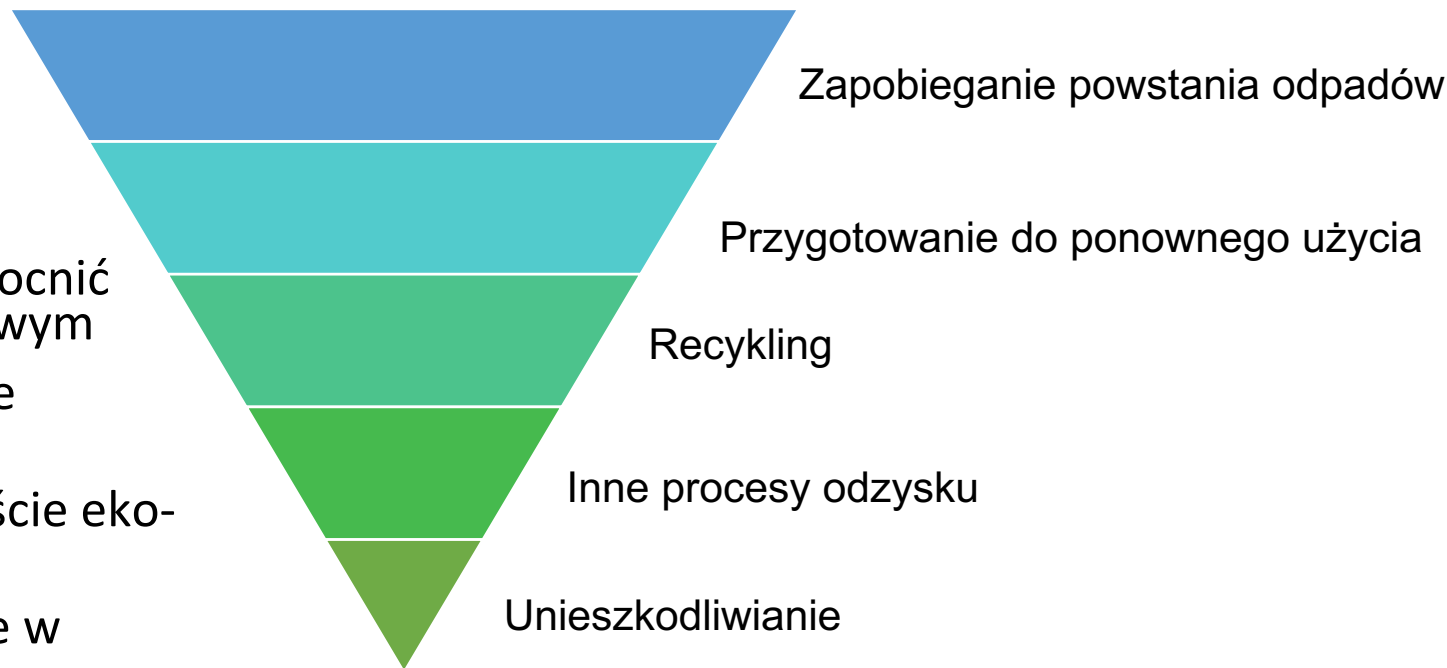 Zapobieganie powstania odpadów
Przygotowanie do ponownego użycia
Recykling
Inne procesy odzysku
Unieszkodliwianie
ocnić
wym
e
ście eko-
e w